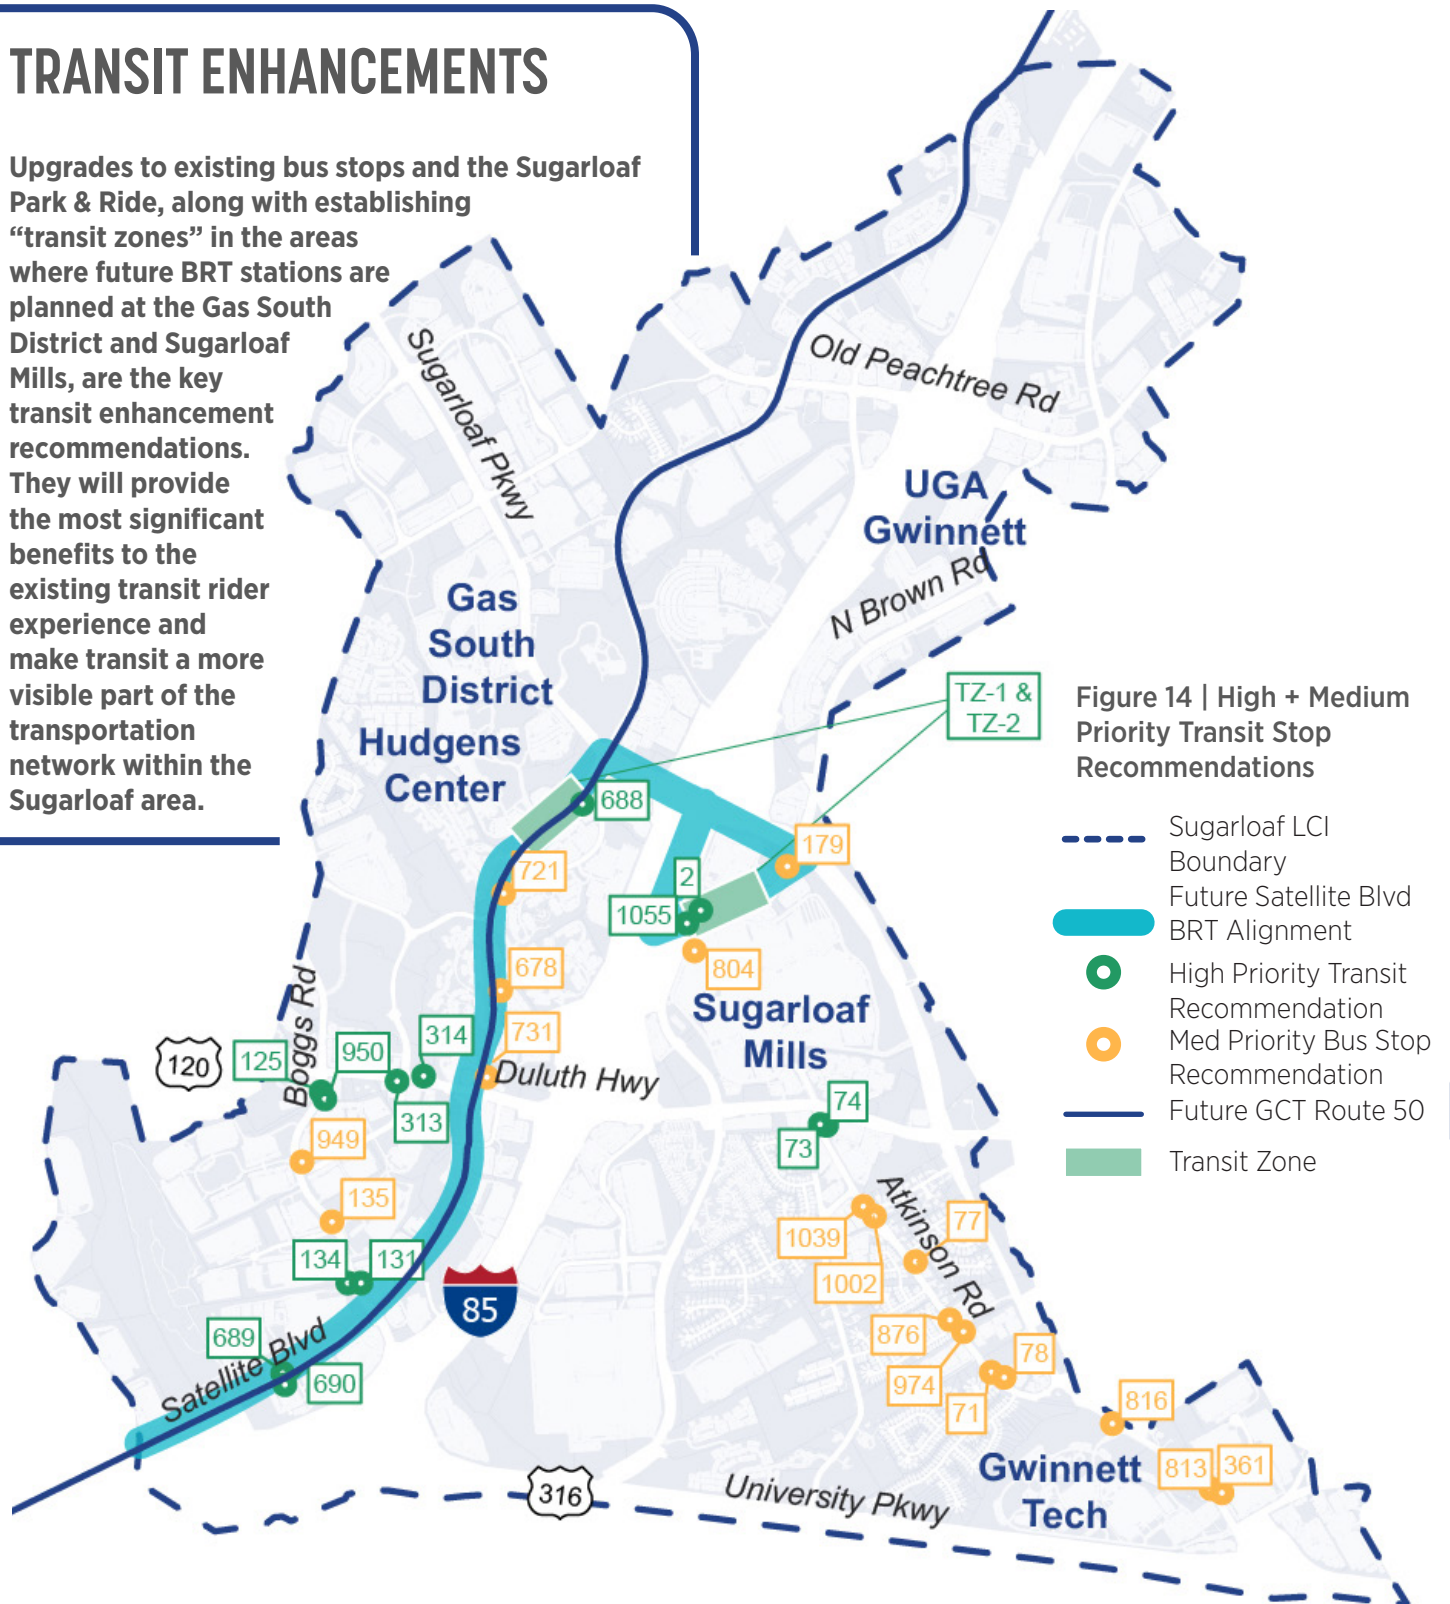 TRANSIT ENHANCEMENTS
Upgrades to existing bus stops and the Sugarloaf
Park & Ride, along with establishing
“transit zones” in the areas
where future BRT stations are
planned at the Gas South
District and Sugarloaf
Mills, are the key
transit enhancement
recommendations.
They will provide
the most significant
benefits to the
existing transit rider
experience and
make transit a more
visible part of the
transportation
network within the
Sugarloaf area.
Sugarloaf Pkwy
Old Peachtree Rd
UGA
Gwinnett
N Brown Rd
Gas
South
District
Hudgens
Center
TZ-1 &
TZ-2
Figure 14 | High + Medium
Priority Transit Stop
Recommendations
Sugarloaf LCI
Boundary
Future Satellite Blvd
BRT Alignment
High Priority Transit
Recommendation
Med Priority Bus Stop
Recommendation
Future GCT Route 50
Transit Zone
688
179
721
2
1055
804
678
Sugarloaf
Mills
731
Boggs Rd
120
125
950
314
313
Duluth Hwy
74
73
949
135
134
131
Atkinson Rd
1039
1002
77
85
689
690
Satellite Blvd
876
974
78
71
816
813
361
Gwinnett
Tech
316
University Pkwy